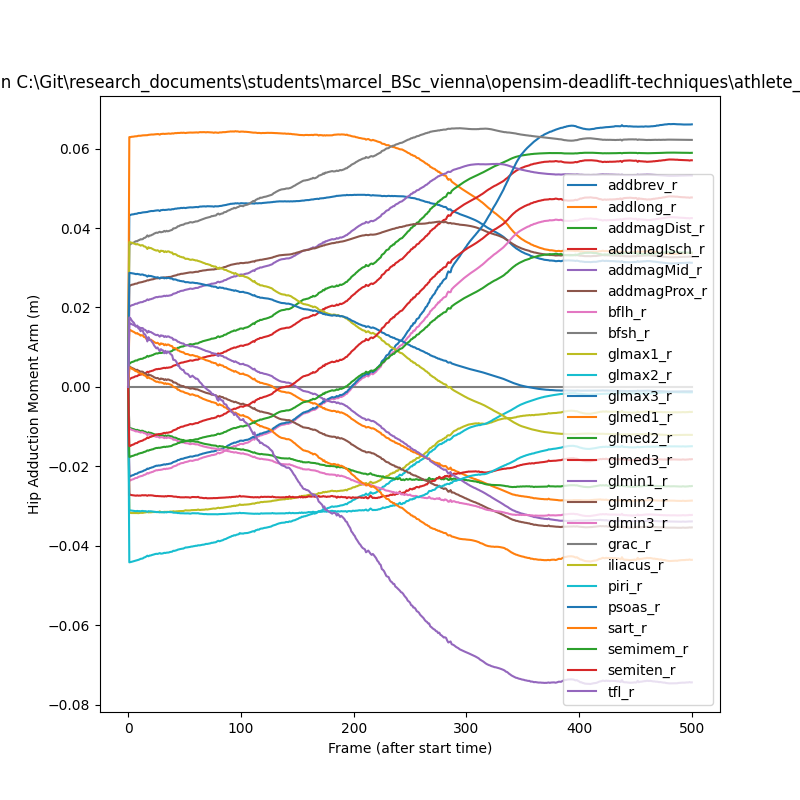 n C:\Git\research_documents\students\marcel_BSc_vienna\opensim-deadlift-techniques\athlete_
0.06
0.04
0.02
0.00
−0.02
−0.04
−0.06
−0.08
Hip Adduction Moment Arm (m)
addbrev_r
addlong_r
addmagDist_r
addmagIsch_r
addmagMid_r
addmagProx_r
bflh_r
bfsh_r
glmax1_r
glmax2_r
glmax3_r
glmed1_r
glmed2_r
glmed3_r
glmin1_r
glmin2_r
glmin3_r
grac_r
iliacus_r
piri_r
psoas_r
sart_r
semimem_r
semiten_r
tfl_r
0 100 200 300 400 500
Frame (after start time)